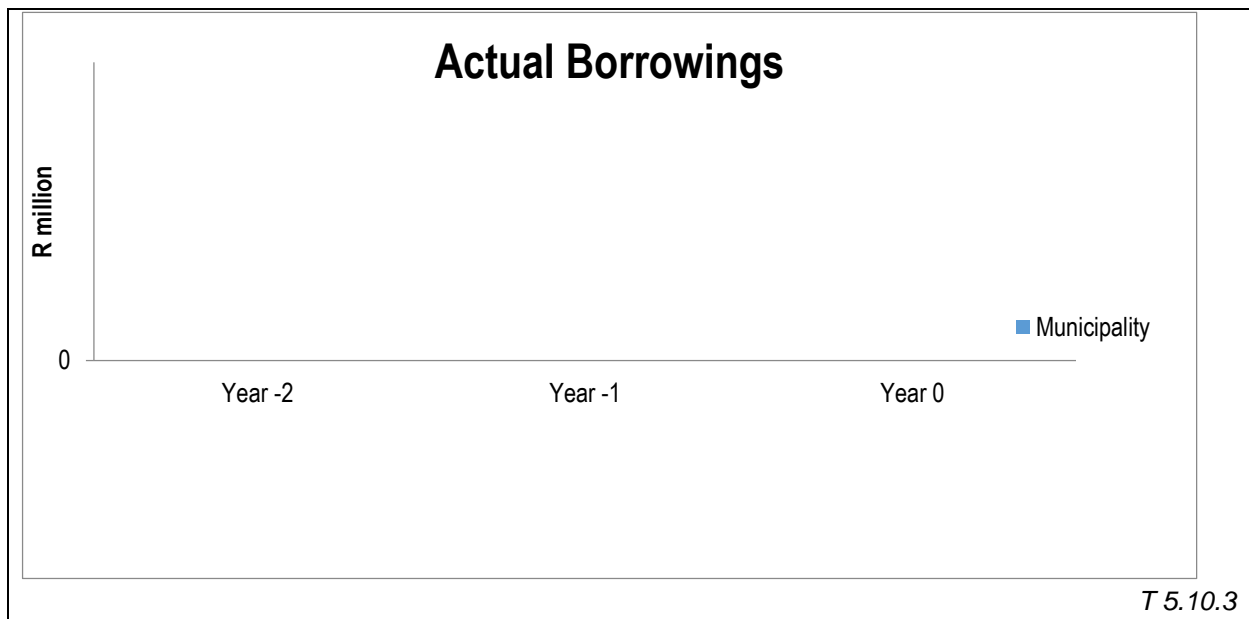 Actual Borrowings
R million
Municipality
0
Year -2 Year -1 Year 0
T 5.10.3